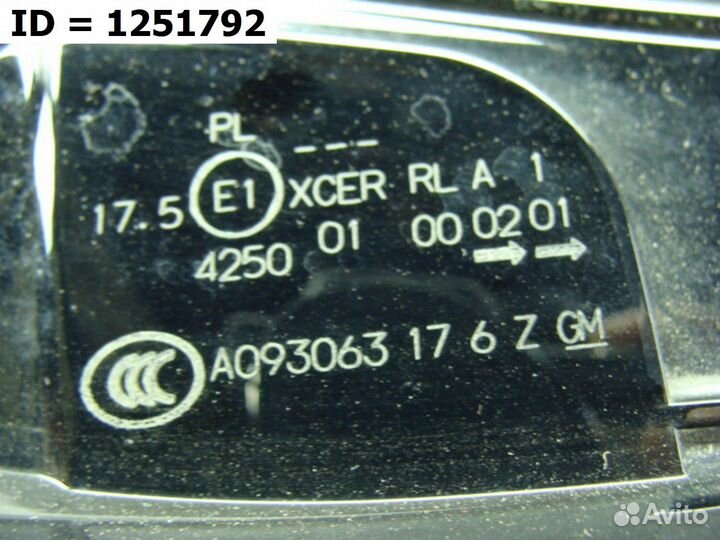 ID = 1251792
PL ---
17.5 E1 XCER RL A 1
4250 01 00 02 01
→ →
CCC A093063 17 6 Z GM
Avito